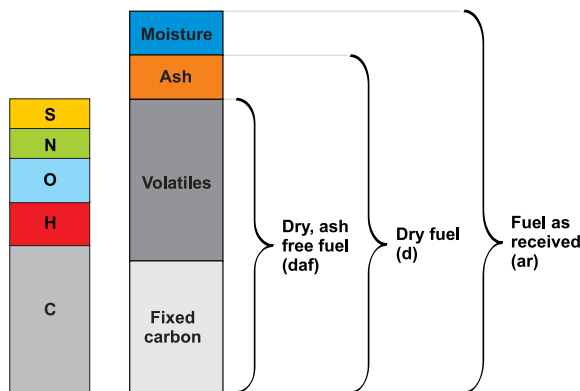 S
N
O
H
C
Moisture
Ash
Volatiles
Fixed
carbon
Dry, ash
free fuel
(daf)
Dry fuel
(d)
Fuel as
received
(ar)